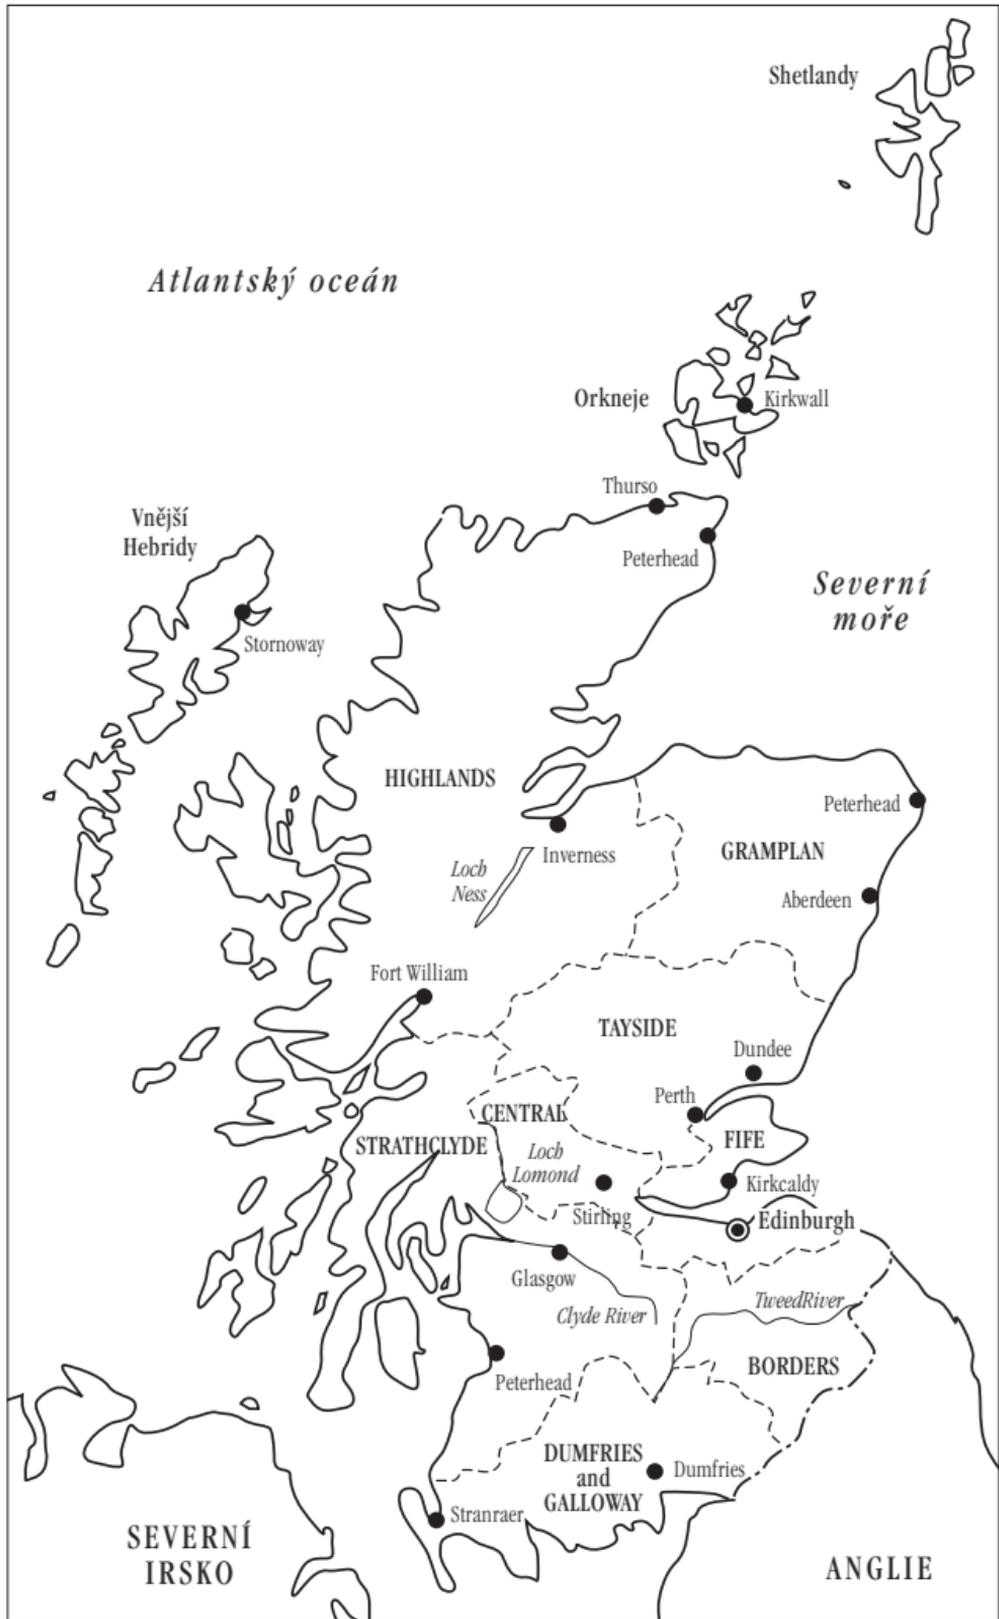 Shetlandy
Atlantský oceán
Orkneje
Kirkwall
Thurso
Vnější
Hebridy
Peterhead
Severní
moře
Stornoway
HIGHLANDS
Peterhead
Inverness
GRAMPLAN
Loch
Ness
Aberdeen
Fort William
TAYSIDE
Dundee
Perth
CENTRAL
FIFE
STRATHCLYDE
Loch
Lomond
Kirkcaldy
Stirling
Edinburgh
Glasgow
TweedRiver
Clyde River
BORDERS
Peterhead
DUMFRIES
and
GALLOWAY
Dumfries
Stranraer
SEVERNÍ
IRSKO
ANGLIE